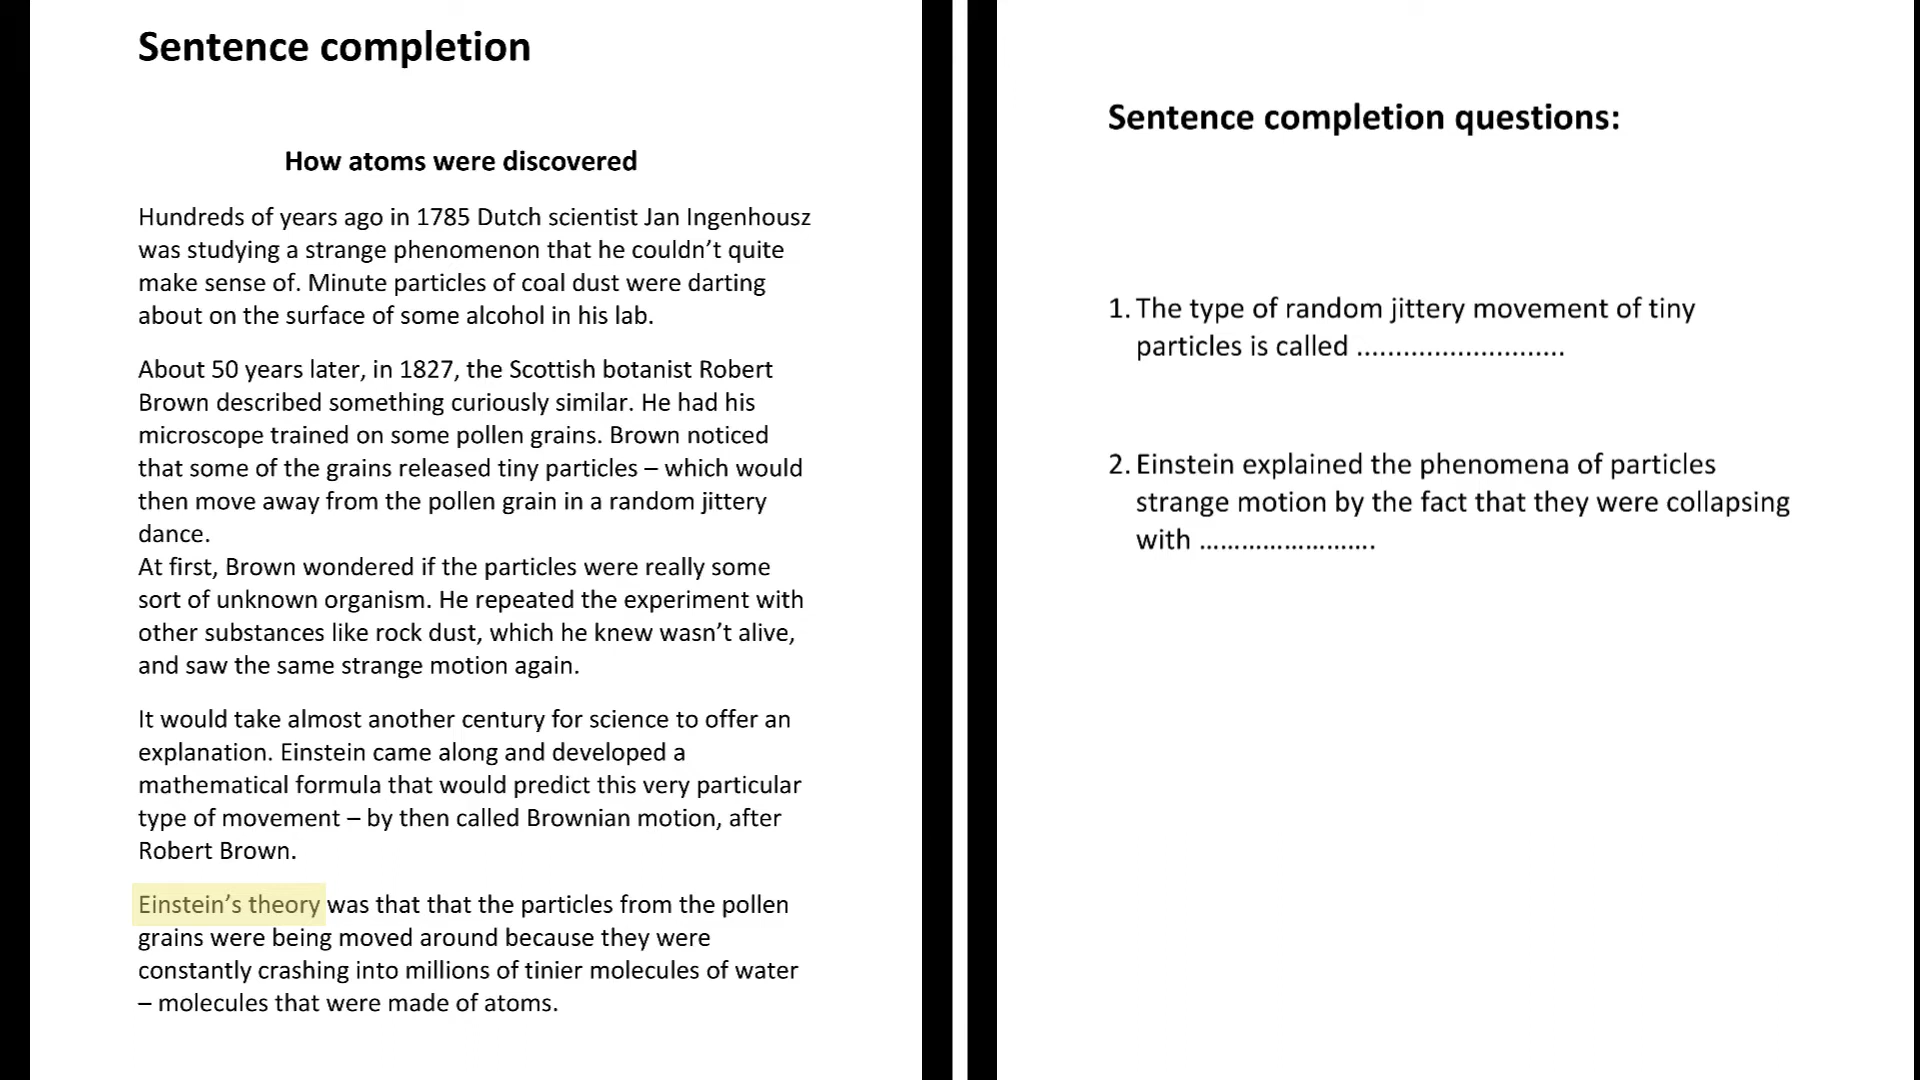 Sentence completion
How atoms were discovered
Hundreds of years ago in 1785 Dutch scientist Jan Ingenhousz
was studying a strange phenomenon that he couldn’t quite
make sense of. Minute particles of coal dust were darting
about on the surface of some alcohol in his lab.
About 50 years later, in 1827, the Scottish botanist Robert
Brown described something curiously similar. He had his
microscope trained on some pollen grains. Brown noticed
that some of the grains released tiny particles – which would
then move away from the pollen grain in a random jittery
dance.
At first, Brown wondered if the particles were really some
sort of unknown organism. He repeated the experiment with
other substances like rock dust, which he knew wasn’t alive,
and saw the same strange motion again.
It would take almost another century for science to offer an
explanation. Einstein came along and developed a
mathematical formula that would predict this very particular
type of movement – by then called Brownian motion, after
Robert Brown.
Einstein’s theory was that that the particles from the pollen
grains were being moved around because they were
constantly crashing into millions of tinier molecules of water
– molecules that were made of atoms.
Sentence completion questions:
1. The type of random jittery movement of tiny
particles is called ...........................
2. Einstein explained the phenomena of particles
strange motion by the fact that they were collapsing
with .........................